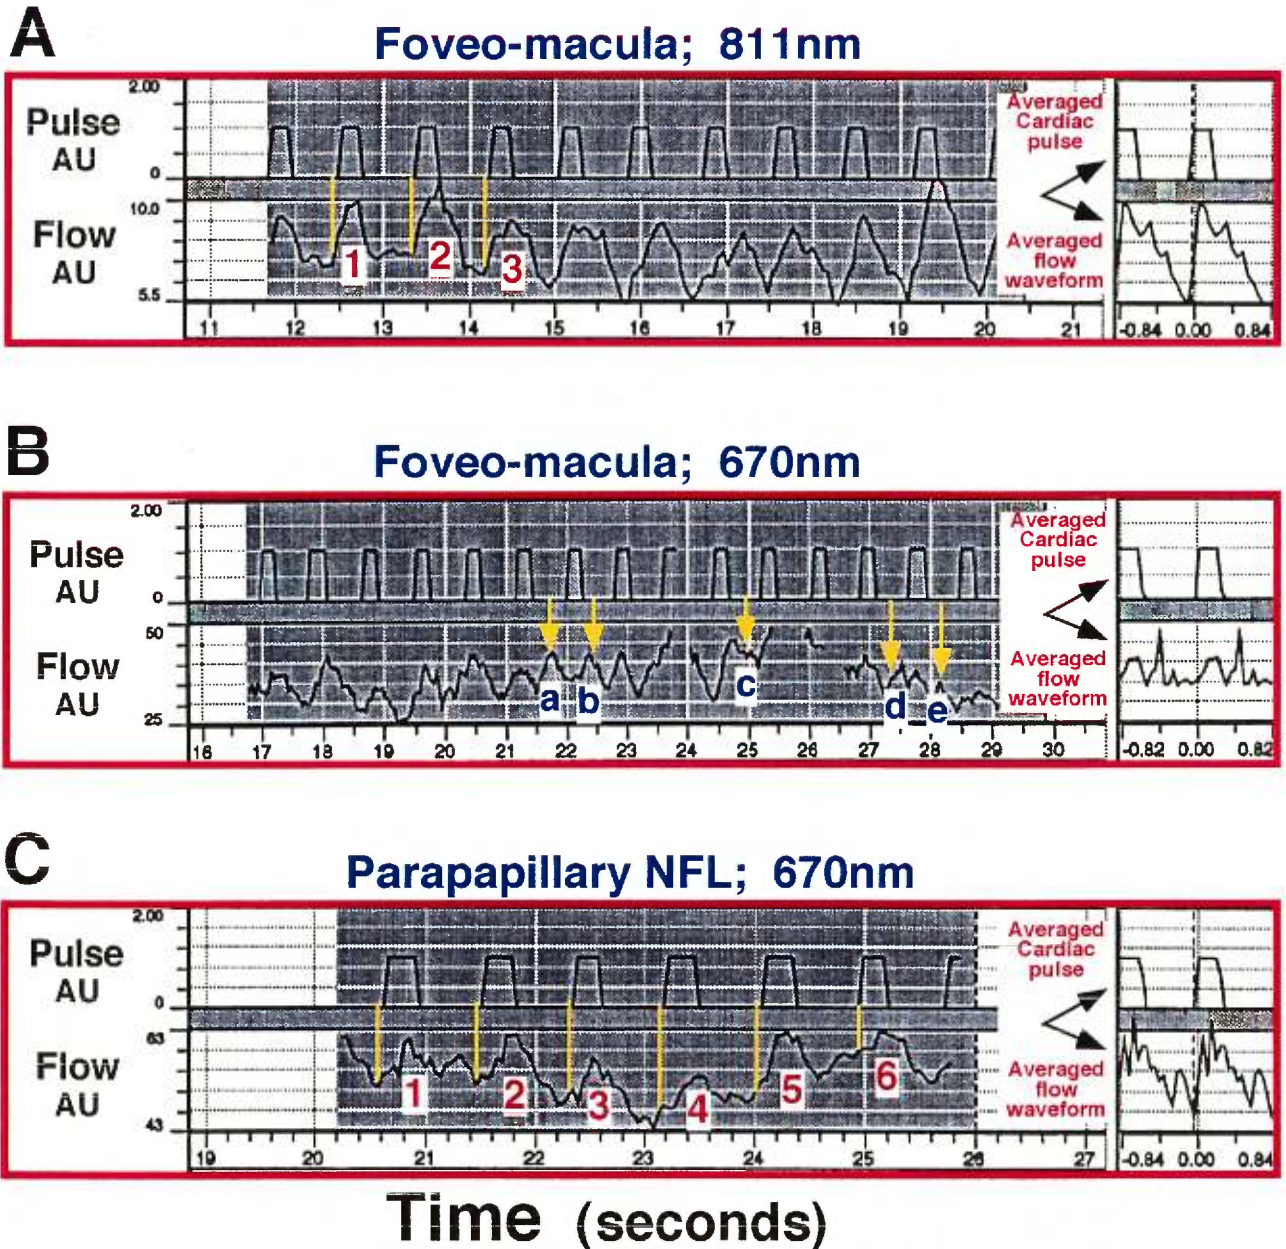 A
Foveo-macula; 811nm
Pulse
AU
2.00
0
Flow
AU
10.0
5.5
1
2
3
11 12 13 14 15 16 17 18 19 20 21
Averaged
Cardiac
pulse
Averaged
flow
waveform
-0.84 0.00 0.84
B
Foveo-macula; 670nm
Pulse
AU
2.00
0
Flow
AU
50
25
a b c d e
16 17 18 19 20 21 22 23 24 25 26 27 28 29 30
Averaged
Cardiac
pulse
Averaged
flow
waveform
-0.82 0.00 0.82
C
Parapapillary NFL; 670nm
Pulse
AU
2.00
0
Flow
AU
63
43
1 2 3 4 5 6
19 20 21 22 23 24 25 26 27
Averaged
Cardiac
pulse
Averaged
flow
waveform
-0.84 0.00 0.84
Time (seconds)